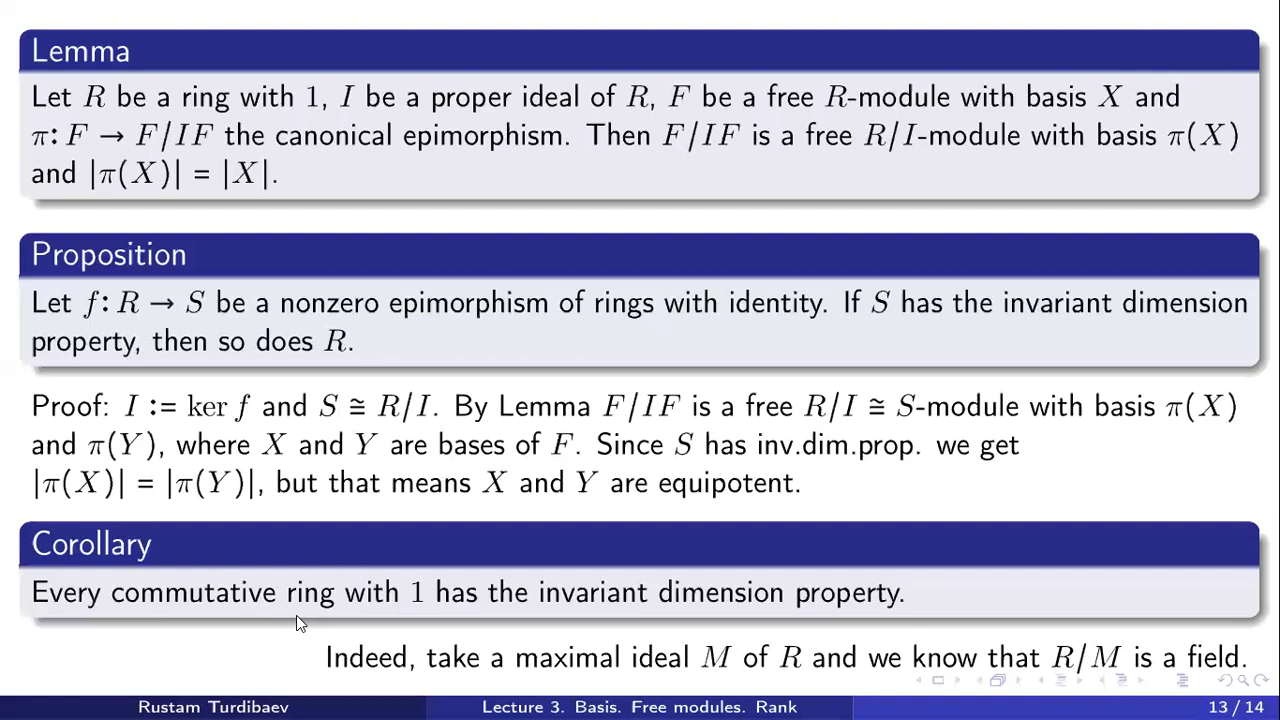 Lemma
Let R be a ring with 1, I be a proper ideal of R, F be a free R-module with basis X and
π: F → F/IF the canonical epimorphism. Then F/IF is a free R/I-module with basis π(X)
and |π(X)| = |X|.
Proposition
Let f: R → S be a nonzero epimorphism of rings with identity. If S has the invariant dimension
property, then so does R.
Proof: I := ker f and S ≅ R/I. By Lemma F/IF is a free R/I ≅ S-module with basis π(X)
and π(Y), where X and Y are bases of F. Since S has inv.dim.prop. we get
|π(X)| = |π(Y)|, but that means X and Y are equipotent.
Corollary
Every commutative ring with 1 has the invariant dimension property.
Indeed, take a maximal ideal M of R and we know that R/M is a field.
Rustam Turdibaev Lecture 3. Basis. Free modules. Rank 13 / 14